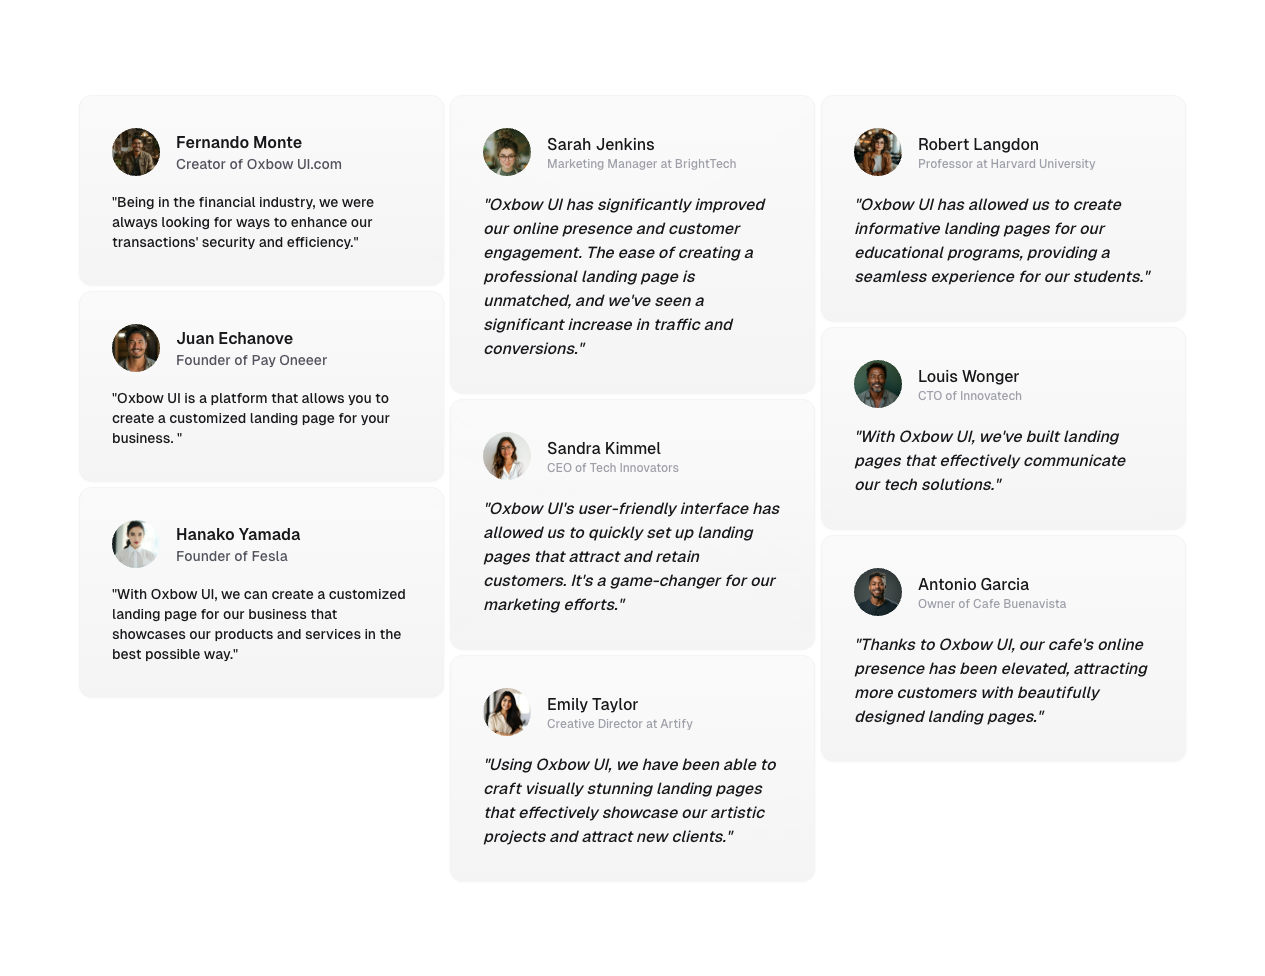 Fernando Monte
Creator of Oxbow UI.com
"Being in the financial industry, we were
always looking for ways to enhance our
transactions' security and efficiency."
Juan Echanove
Founder of Pay Oneeer
"Oxbow UI is a platform that allows you to
create a customized landing page for your
business. "
Hanako Yamada
Founder of Fesla
"With Oxbow UI, we can create a customized
landing page for our business that
showcases our products and services in the
best possible way."
Sarah Jenkins
Marketing Manager at BrightTech
"Oxbow UI has significantly improved
our online presence and customer
engagement. The ease of creating a
professional landing page is
unmatched, and we've seen a
significant increase in traffic and
conversions."
Sandra Kimmel
CEO of Tech Innovators
"Oxbow UI's user-friendly interface has
allowed us to quickly set up landing
pages that attract and retain
customers. It's a game-changer for our
marketing efforts."
Emily Taylor
Creative Director at Artify
"Using Oxbow UI, we have been able to
craft visually stunning landing pages
that effectively showcase our artistic
projects and attract new clients."
Robert Langdon
Professor at Harvard University
"Oxbow UI has allowed us to create
informative landing pages for our
educational programs, providing a
seamless experience for our students."
Louis Wonger
CTO of Innovatech
"With Oxbow UI, we've built landing
pages that effectively communicate
our tech solutions."
Antonio Garcia
Owner of Cafe Buenavista
"Thanks to Oxbow UI, our cafe's online
presence has been elevated, attracting
more customers with beautifully
designed landing pages."